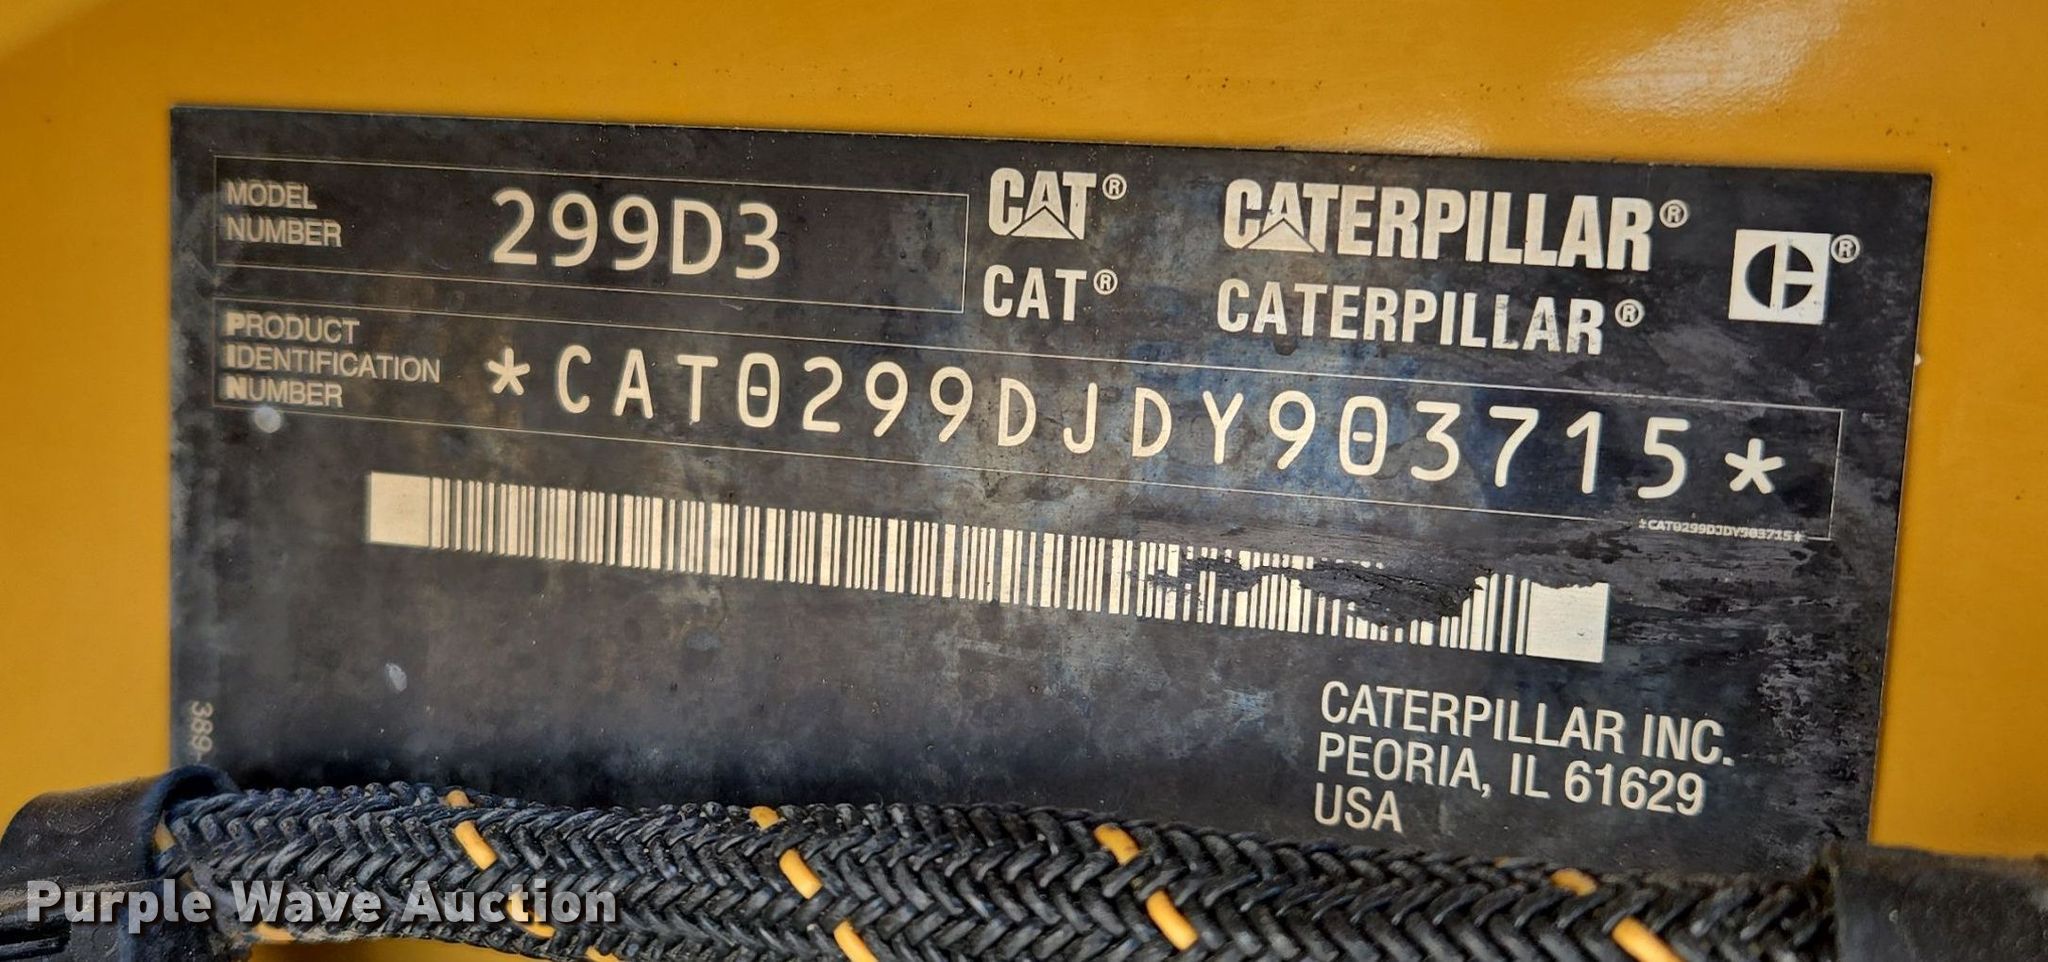 MODEL
NUMBER
299D3
CAT® CATERPILLAR® ®
CAT® CATERPILLAR®
PRODUCT
IDENTIFICATION
NUMBER
*CAT0299DJDY903715*
*CAT0299DJDY903715*
CATERPILLAR INC.
PEORIA, IL 61629
USA
389-
Purple Wave Auction